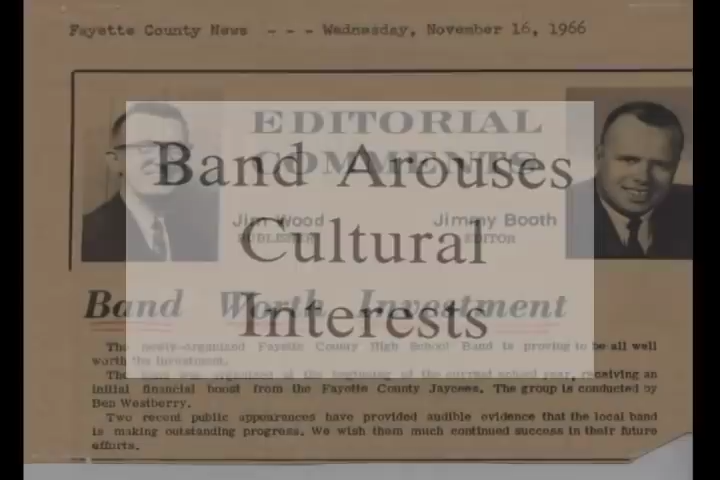 Fayette County News - - - Wednesday, November 16, 1966
EDITORIAL
COMMENTS
Band Arouses
Cultural
Interests
Jim Wood
PUBLISHER
Jimmy Booth
EDITOR
Band Worth Investment
The newly-organized Fayette County High School Band is proving to be all well
worth the investment.
The band was organized at the beginning of the current school year, receiving an
initial financial boost from the Fayette County Jaycees. The group is conducted by
Ben Westberry.
Two recent public appearances have provided audible evidence that the local band
is making outstanding progress. We wish them much continued success in their future
efforts.